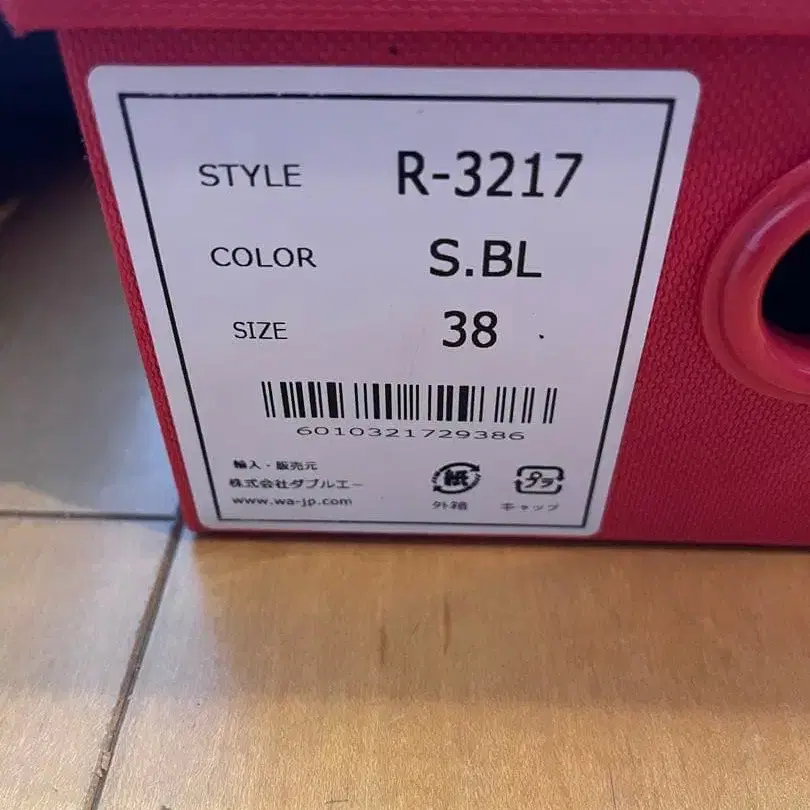 STYLE R-3217
COLOR S.BL
SIZE 38
6010321729386
輸入・販売元
株式会社ダブルエー
www.wa-jp.com
紙 プラ
外箱 キャップ